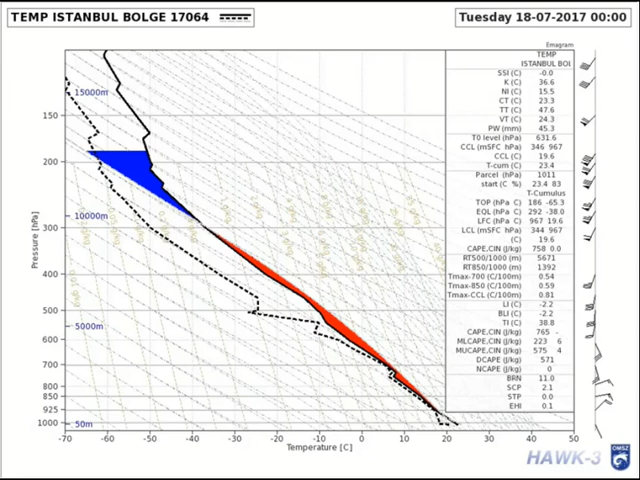 TEMP ISTANBUL BOLGE 17064
Tuesday 18-07-2017 00:00
Emagram
TEMP
ISTANBUL BOL
SSI (C) -0.0
K (C) 36.6
NI (C) 15.5
CT (C) 23.3
TT (C) 47.6
VT (C) 24.3
PW (mm) 45.3
T0 level (hPa) 631.6
CCL (mSFC hPa) 346 967
CCL (C) 19.6
T-cum (C) 23.4
Parcel (hPa) 1011
start (C %) 23.4 83
T-Cumulus
TOP (hPa C) 186 -65.3
EQL (hPa C) 292 -38.0
LFC (hPa C) 967 19.6
LCL (mSFC hPa) 344 967
(C) 19.6
CAPE,CIN (J/kg) 758 0.0
RT500/1000 (m) 5671
RT850/1000 (m) 1392
Tmax-700 (C/100m) 0.54
Tmax-850 (C/100m) 0.59
Tmax-CCL (C/100m) 0.81
LI (C) -2.2
BLI (C) -2.2
TI (C) 38.8
CAPE,CIN (J/kg) 765 -
MLCAPE,CIN (J/kg) 223 6
MUCAPE,CIN (J/kg) 575 4
DCAPE (J/kg) 571
NCAPE (J/kg) 0
BRN 11.0
SCP 2.1
STP 0.0
EHI 0.1
Pressure [hPa]
150
200
300
400
500
600
700
800
850
925
1000
15000m
10000m
5000m
50m
-70 -60 -50 -40 -30 -20 -10 0 10 20 30 40 50
Temperature [C]
HAWK-3
OMSZ